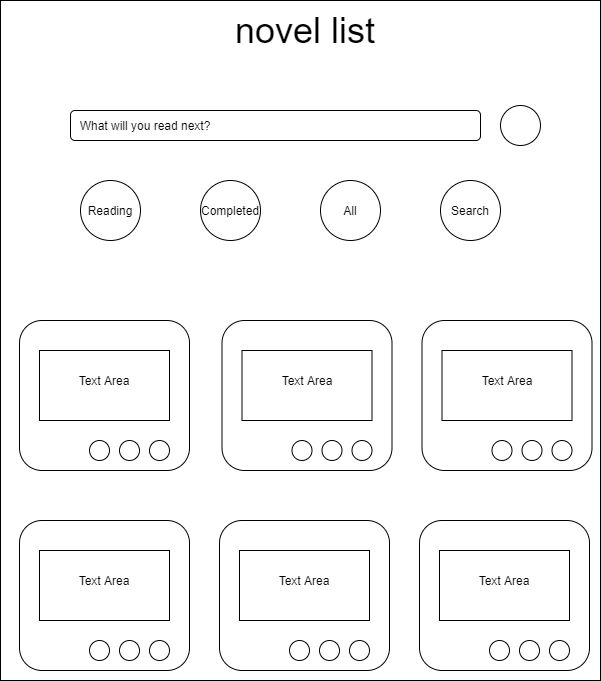 novel list
What will you read next?
Reading
Completed
All
Search
Text Area
Text Area
Text Area
Text Area
Text Area
Text Area